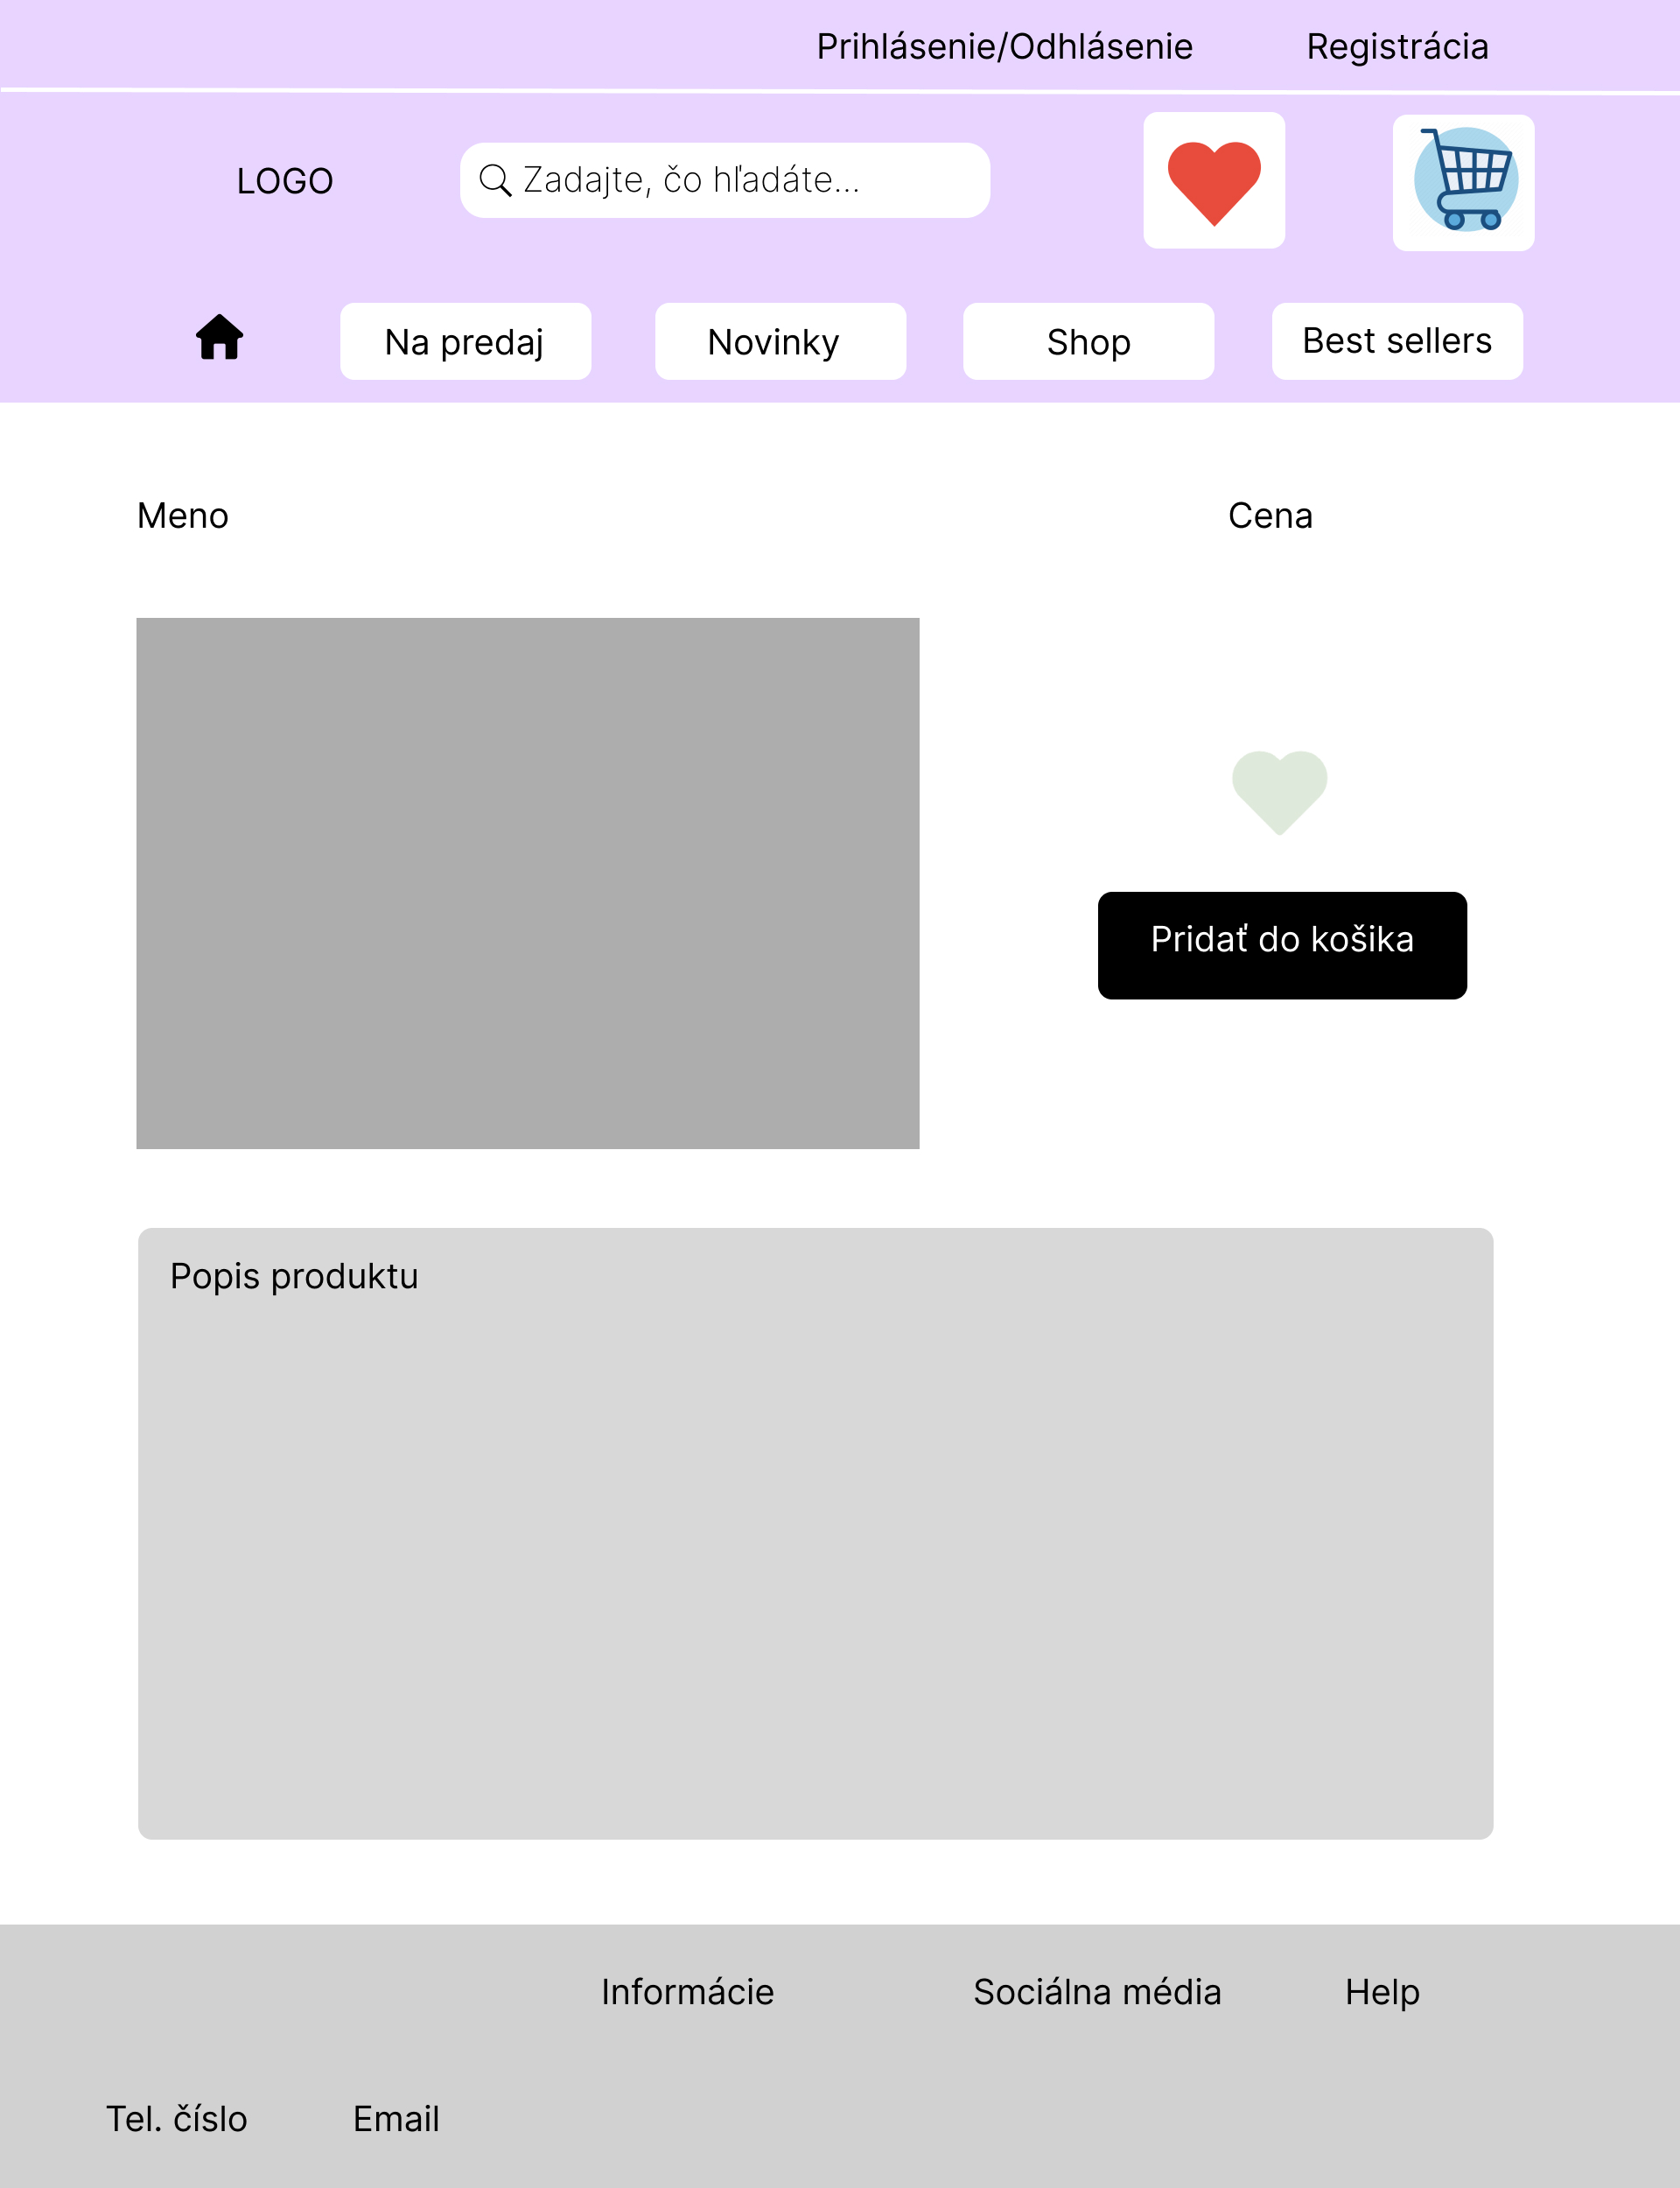 Prihlásenie/Odhlásenie Registrácia
LOGO Zadajte, čo hľadáte...
Na predaj Novinky Shop Best sellers
Meno Cena
Pridať do košika
Popis produktu
Informácie Sociálna média Help
Tel. číslo Email